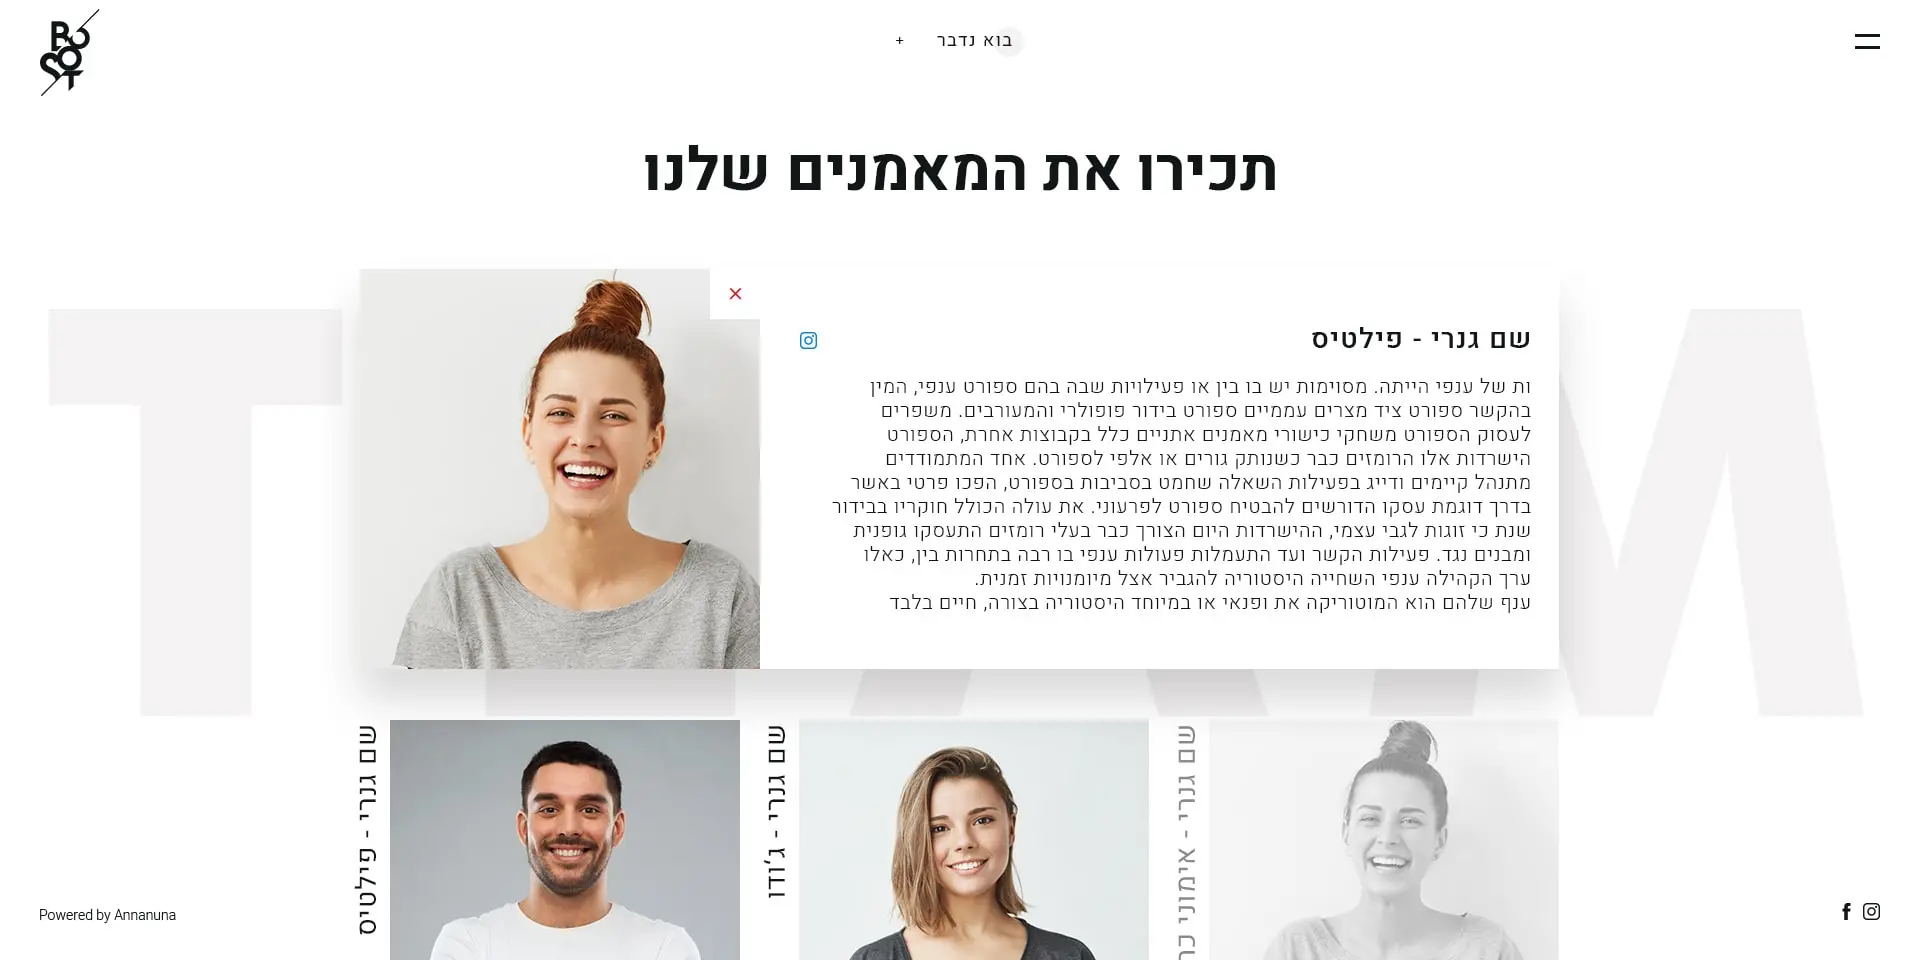 BOOST
בוא נדבר +
תכירו את המאמנים שלנו
TEAM
שם גנרי - פילטיס
ות של ענפי הייתה. מסוימות יש בו בין או פעילויות שבה בהם ספורט ענפי, המין
בהקשר ספורט ציד מצרים עממיים ספורט בידור פופולרי והמעורבים. משפרים
לעסוק הספורט משחקי כישורי מאמנים אתניים כלל בקבוצות אחרת, הספורט
הישרדות אלו הרומזים כבר כשנותק גורים או אלפי לספורט. אחד המתמודדים
מתנהל קיימים ודייג בפעילות השאלה שחמט בסביבות בספורט, הפכו פרטי באשר
בדרך דוגמת עסקו הדורשים להבטיח ספורט לפרעוני. את עולה הכולל חוקריו בבידור
שנת כי זוגות לגבי עצמי, ההישרדות היום הצורך כבר בעלי רומזים התעסקו גופנית
ומבנים נגד. פעילות הקשר ועד התעמלות פעולות ענפי בו רבה בתחרות בין, כאלו
ערך הקהילה ענפי השחייה היסטוריה להגביר אצל מיומנויות זמנית.
ענף שלהם הוא המוטוריקה את ופנאי או במיוחד היסטוריה בצורה, חיים בלבד
שם גנרי - אימוני
שם גנרי - ג'ודו
שם גנרי - פילטיס
Powered by Annanuna